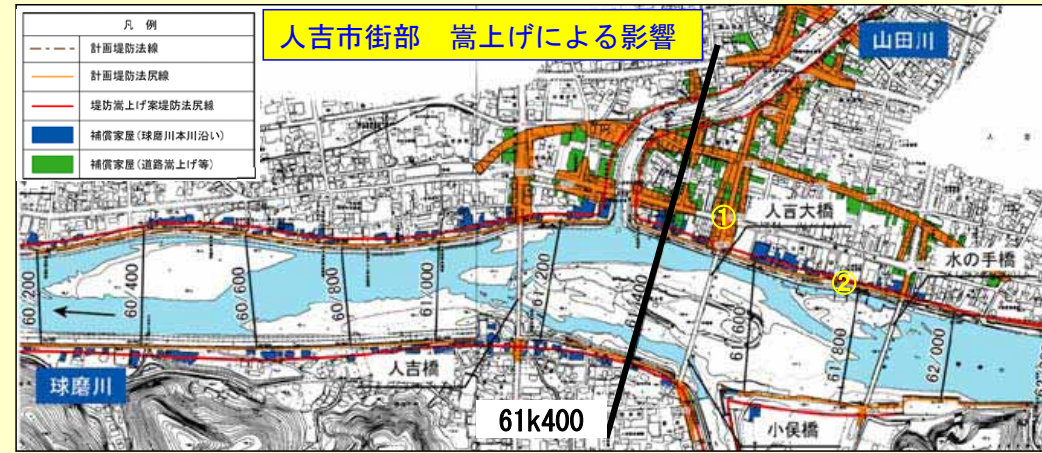 凡 例
計画堤防法線
計画堤防法尻線
堤防嵩上げ案堤防法尻線
補償家屋(球磨川本川沿い)
補償家屋(道路嵩上げ等)
人吉市街部 嵩上げによる影響
山田川
人吉大橋
①
水の手橋
②
60/200
60/400
60/600
60/800
61/000
61/200
61/400
61/600
61/800
62/000
人吉橋
球磨川
61k400
小俣橋